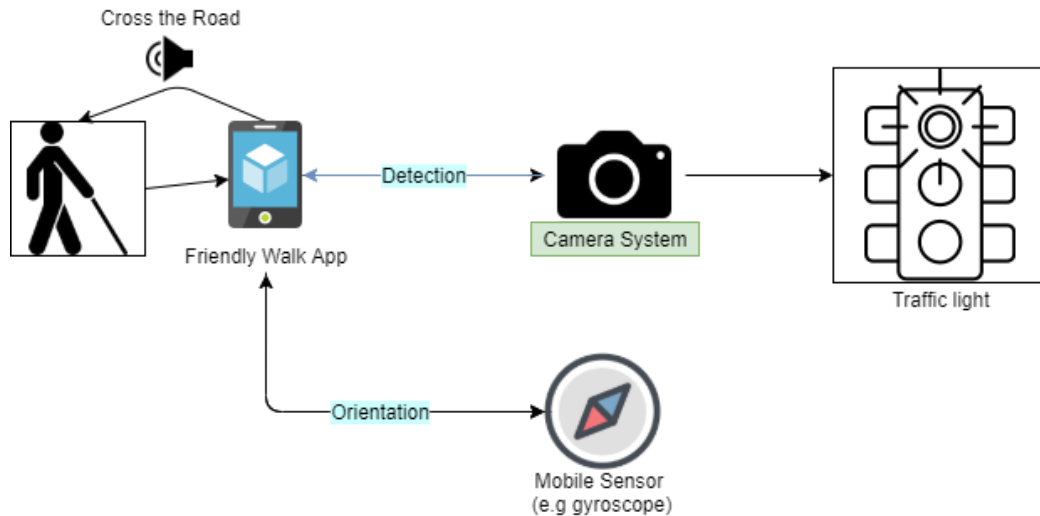 Cross the Road
Detection
Camera System
Friendly Walk App
Traffic light
Orientation
Mobile Sensor
(e.g gyroscope)